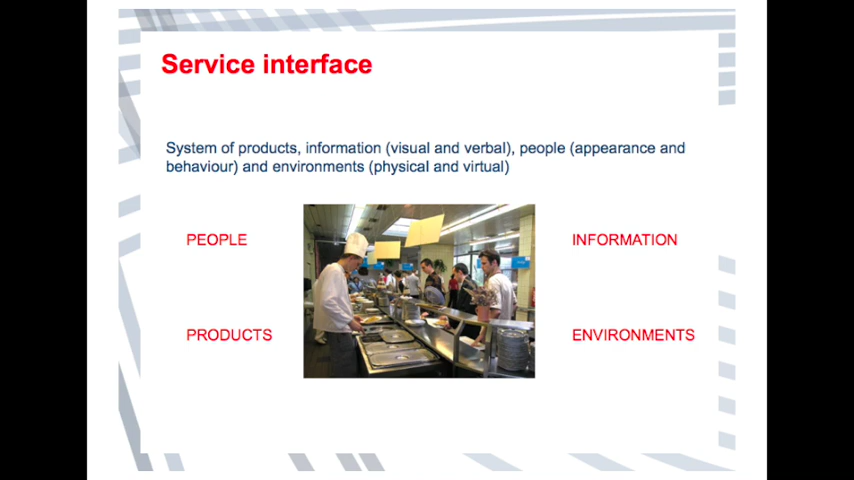 Service interface
System of products, information (visual and verbal), people (appearance and
behaviour) and environments (physical and virtual)
PEOPLE
INFORMATION
PRODUCTS
ENVIRONMENTS